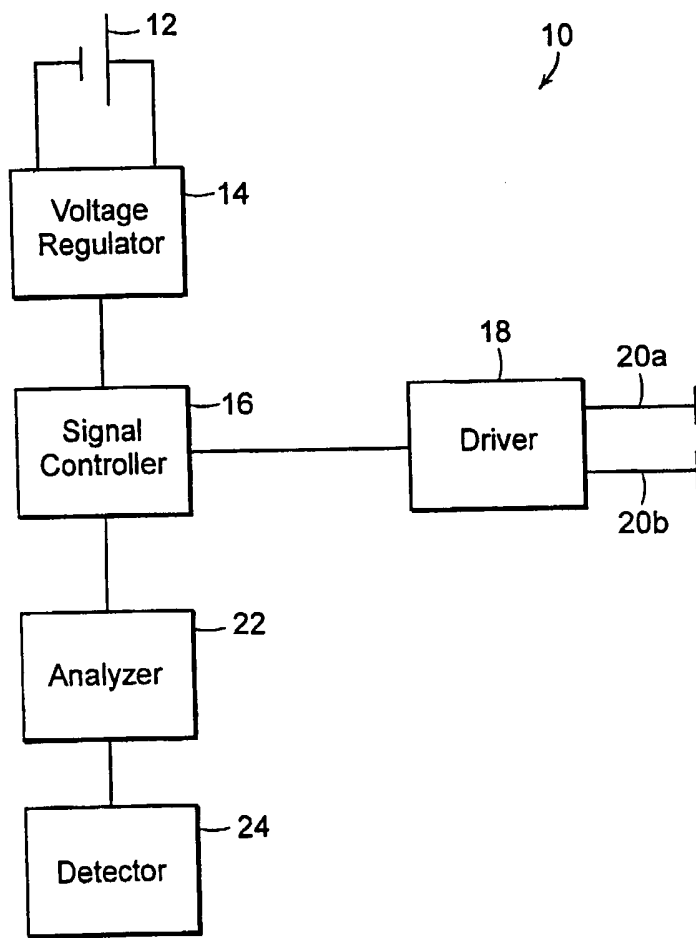 12
10
14
Voltage
Regulator
18
20a
16
Signal
Controller
Driver
20b
22
Analyzer
24
Detector